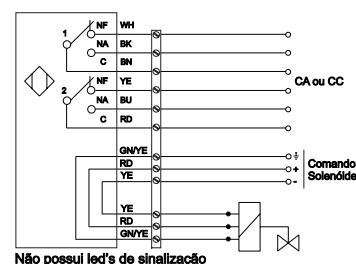 1 NF WH
NA BK
C BN
2 NF YE
NA BU
C RD
CA ou CC
GN/YE
RD +
YE -
Comando
Solenóide
YE
RD
GN/YE
Não possui led's de sinalização